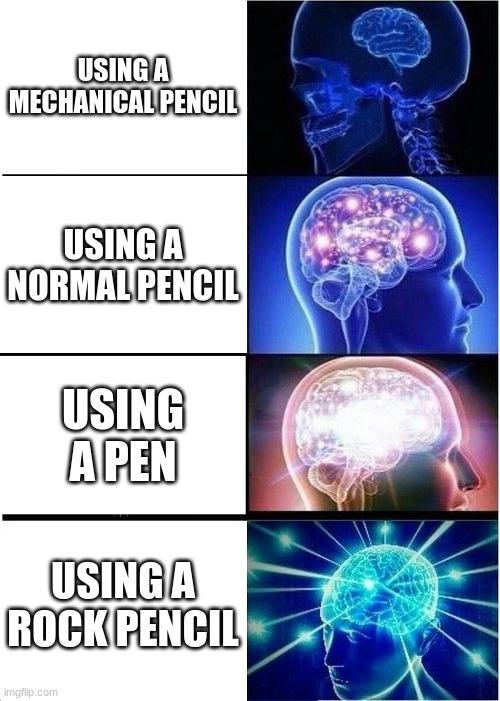 USING A
MECHANICAL PENCIL
USING A
NORMAL PENCIL
USING
A PEN
USING A
ROCK PENCIL
imgflip.com